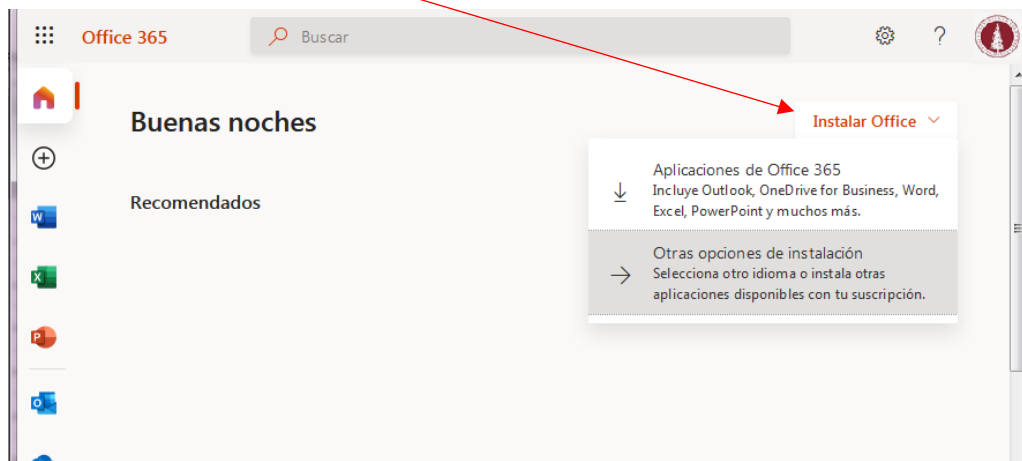 Office 365
Buscar
?
Buenas noches
Instalar Office
Recomendados
Aplicaciones de Office 365
Incluye Outlook, OneDrive for Business, Word,
Excel, PowerPoint y muchos más.
Otras opciones de instalación
Selecciona otro idioma o instala otras
aplicaciones disponibles con tu suscripción.
W
X
P
O